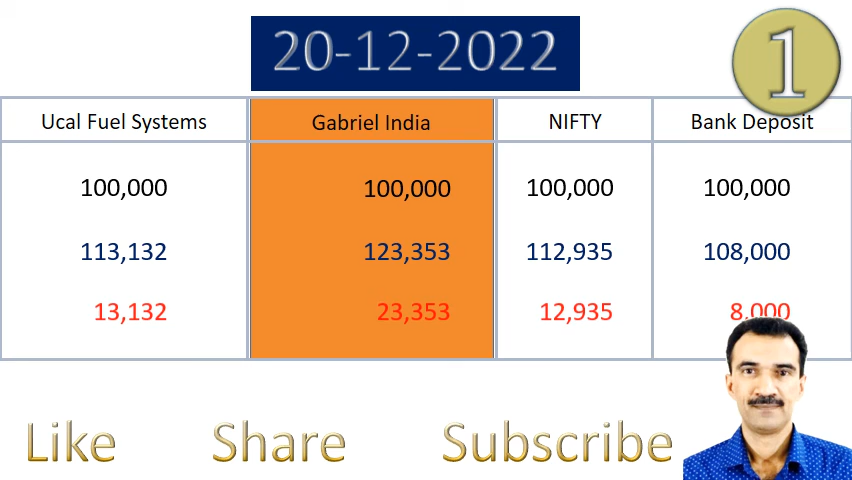 20-12-2022
1
Ucal Fuel Systems Gabriel India NIFTY Bank Deposit
100,000 100,000 100,000 100,000
113,132 123,353 112,935 108,000
13,132 23,353 12,935 8,000
Like Share Subscribe